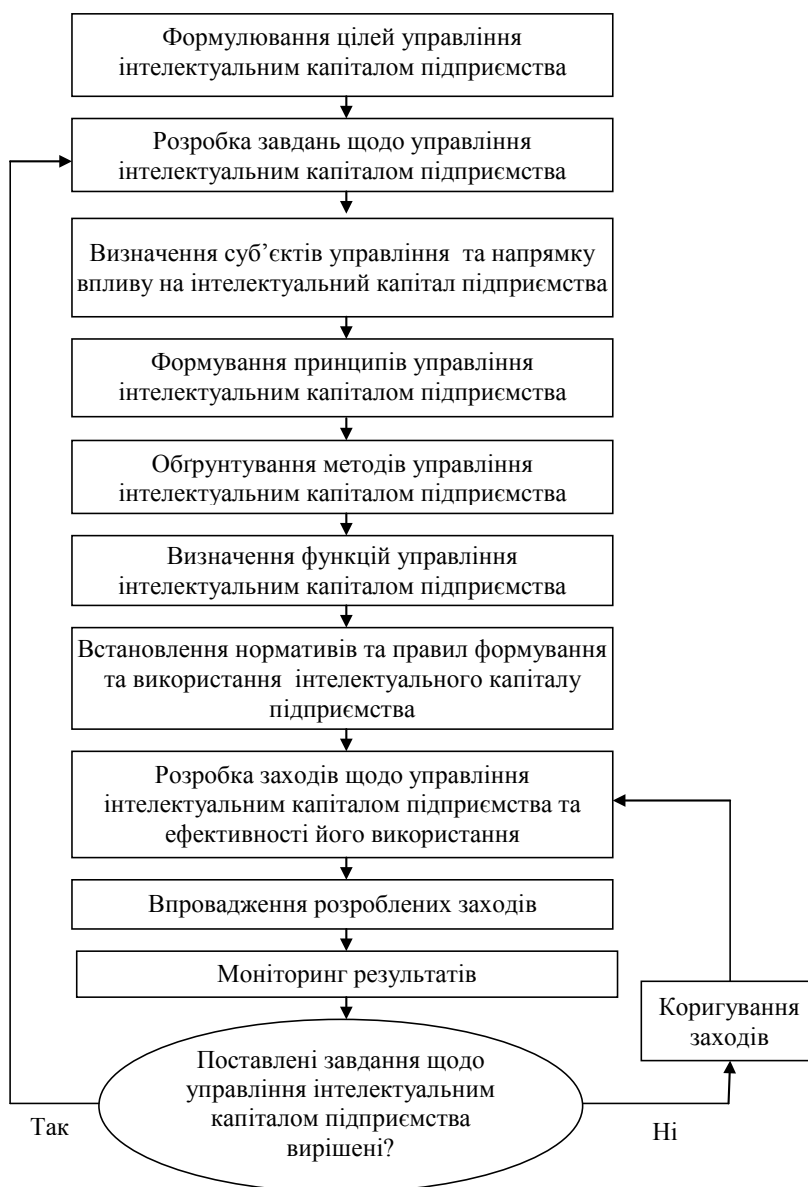 Формулювання цілей управління
інтелектуальним капіталом підприємства
Розробка завдань щодо управління
інтелектуальним капіталом підприємства
Визначення суб’єктів управління та напрямку
впливу на інтелектуальний капітал підприємства
Формування принципів управління
інтелектуальним капіталом підприємства
Обґрунтування методів управління
інтелектуальним капіталом підприємства
Визначення функцій управління
інтелектуальним капіталом підприємства
Встановлення нормативів та правил формування
та використання інтелектуального капіталу
підприємства
Розробка заходів щодо управління
інтелектуальним капіталом підприємства та
ефективності його використання
Впровадження розроблених заходів
Моніторинг результатів
Коригування
заходів
Поставлені завдання щодо
управління інтелектуальним
капіталом підприємства
вирішені?
Так
Ні